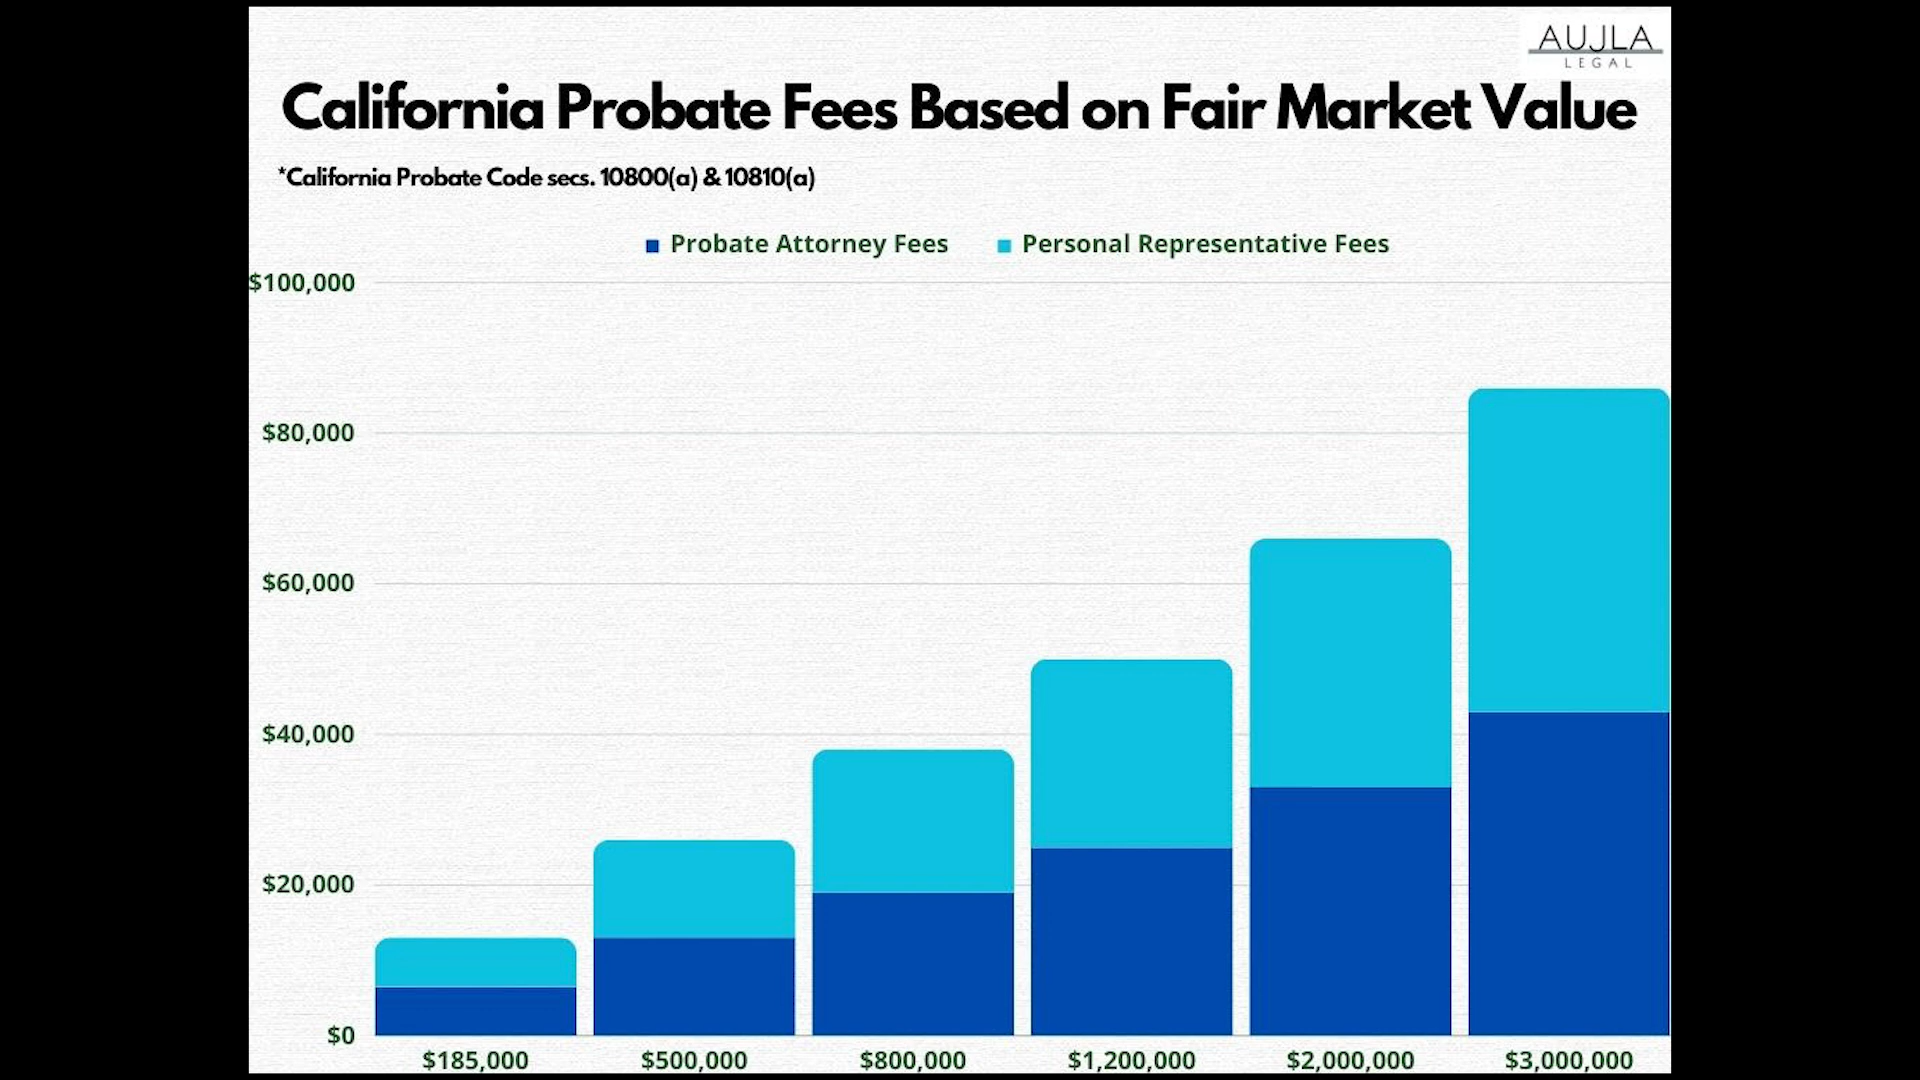 AUJLA
LEGAL
California Probate Fees Based on Fair Market Value
*California Probate Code secs. 10800(a) & 10810(a)
Probate Attorney Fees
Personal Representative Fees
$100,000
$80,000
$60,000
$40,000
$20,000
$0
$185,000
$500,000
$800,000
$1,200,000
$2,000,000
$3,000,000